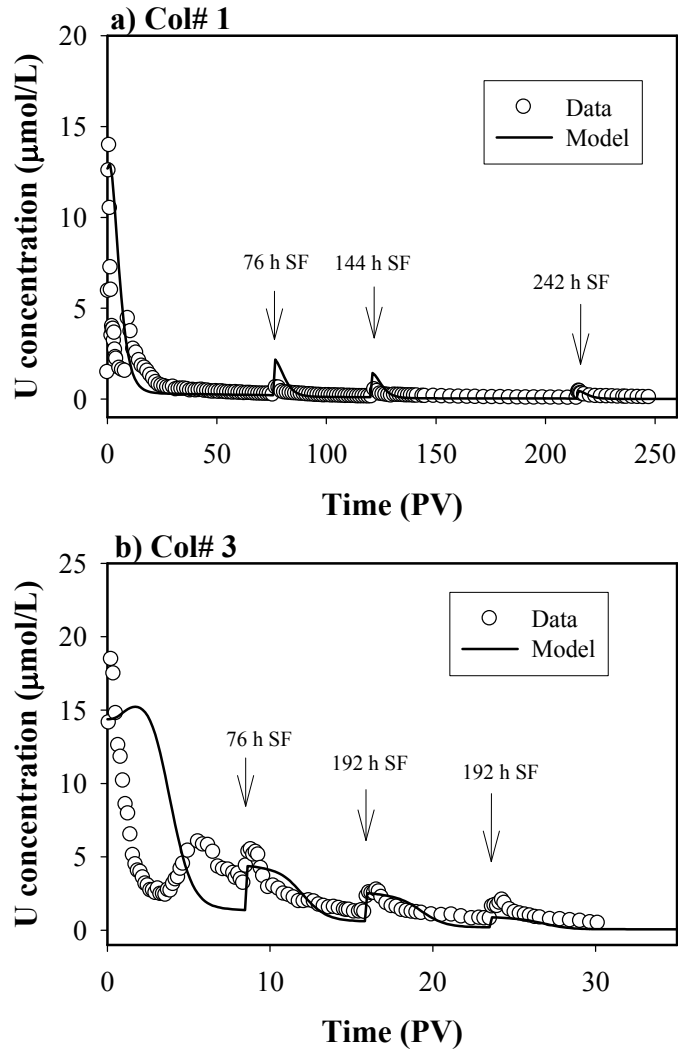 a) Col# 1
20
15
10
5
0
U concentration (µmol/L)
Data
Model
76 h SF
144 h SF
242 h SF
0 50 100 150 200 250
Time (PV)
b) Col# 3
25
20
15
10
5
0
U concentration (µmol/L)
Data
Model
76 h SF
192 h SF
192 h SF
0 10 20 30
Time (PV)